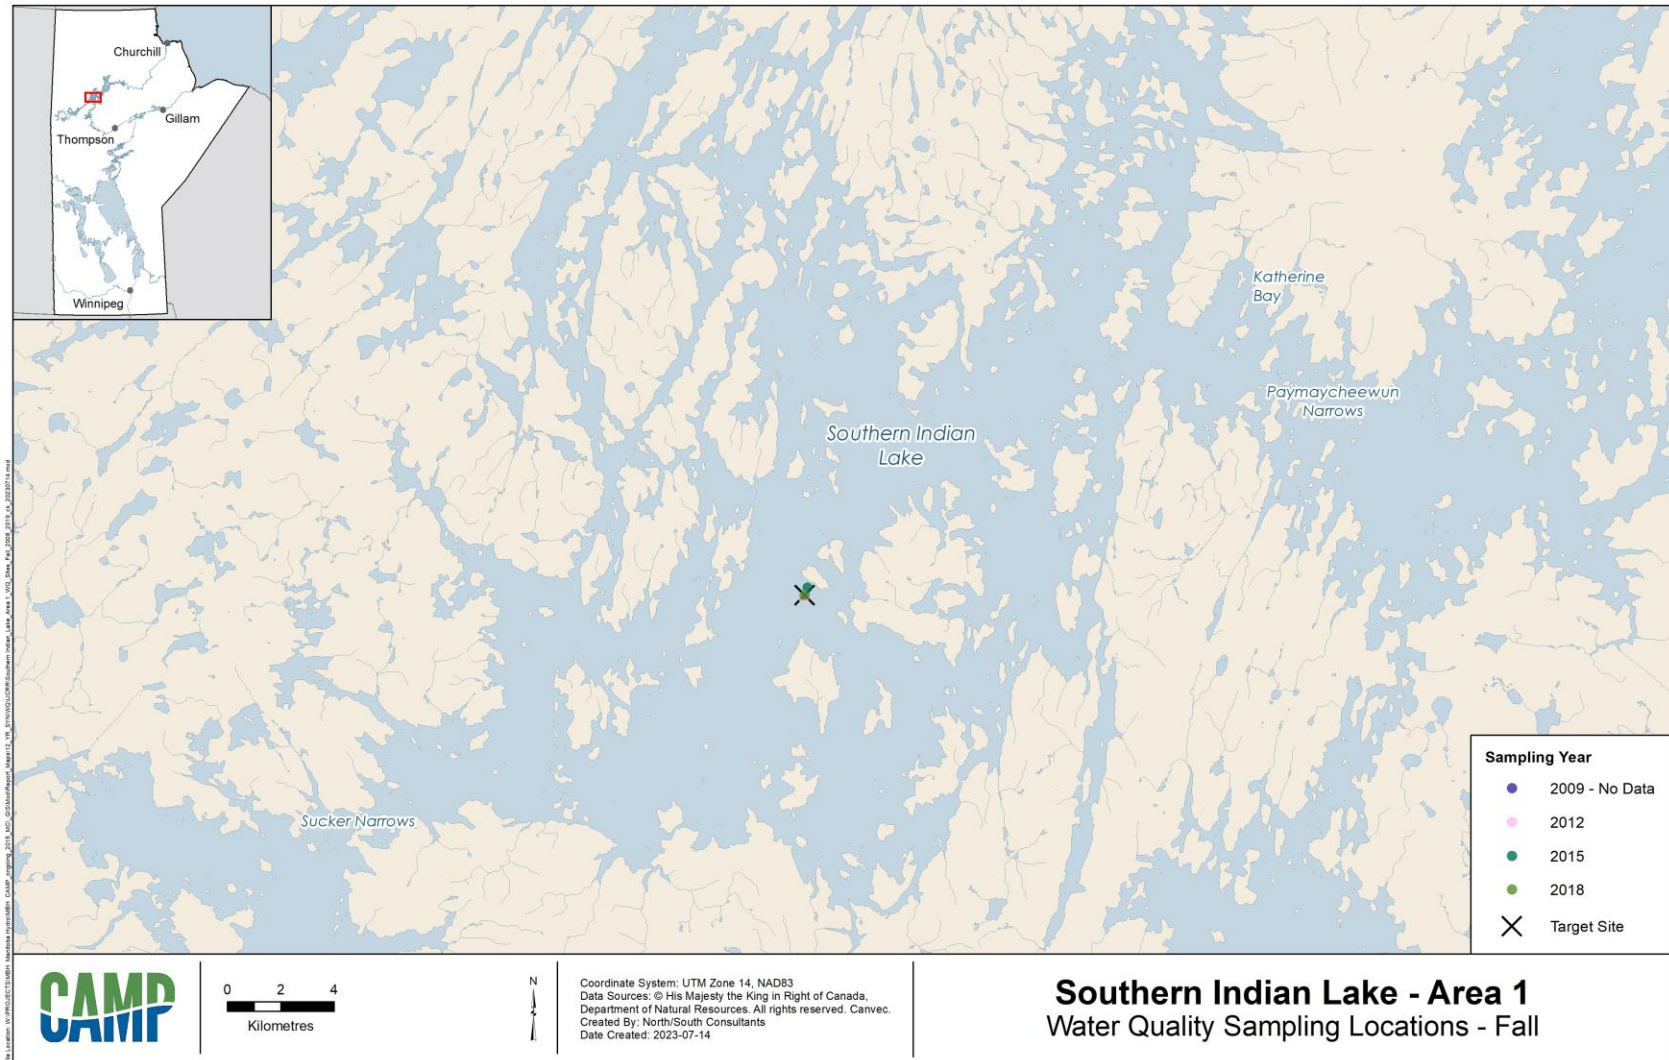 Churchill
Gillam
Thompson
Winnipeg
Katherine
Bay
Paymaycheewun
Narrows
Southern Indian
Lake
Sucker Narrows
Sampling Year
2009 - No Data
2012
2015
2018
Target Site
CAMP
0 2 4
Kilometres
N
Coordinate System: UTM Zone 14, NAD83
Data Sources: © His Majesty the King in Right of Canada,
Department of Natural Resources. All rights reserved. Canvec.
Created By: North/South Consultants
Date Created: 2023-07-14
Southern Indian Lake - Area 1
Water Quality Sampling Locations - Fall